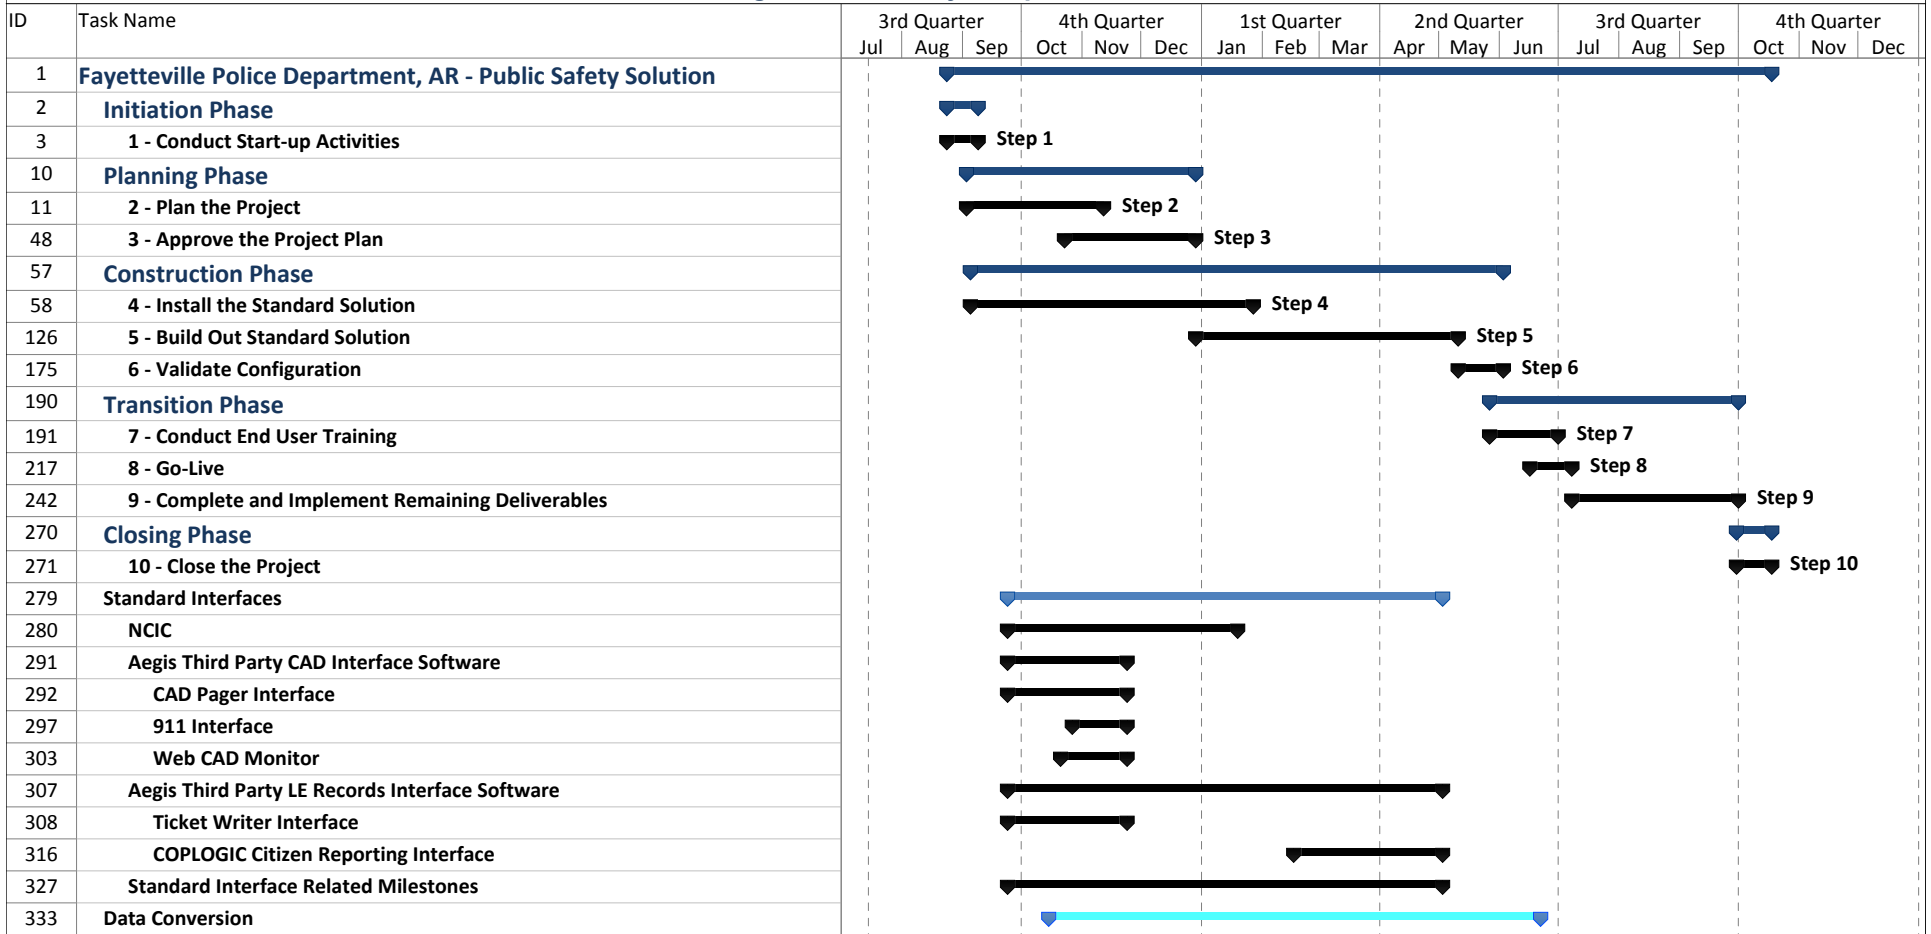 ID Task Name 3rd Quarter 4th Quarter 1st Quarter 2nd Quarter 3rd Quarter 4th Quarter
Jul Aug Sep Oct Nov Dec Jan Feb Mar Apr May Jun Jul Aug Sep Oct Nov Dec
1 Fayetteville Police Department, AR - Public Safety Solution
2 Initiation Phase
3 1 - Conduct Start-up Activities Step 1
10 Planning Phase
11 2 - Plan the Project Step 2
48 3 - Approve the Project Plan Step 3
57 Construction Phase
58 4 - Install the Standard Solution Step 4
126 5 - Build Out Standard Solution Step 5
175 6 - Validate Configuration Step 6
190 Transition Phase
191 7 - Conduct End User Training Step 7
217 8 - Go-Live Step 8
242 9 - Complete and Implement Remaining Deliverables Step 9
270 Closing Phase
271 10 - Close the Project Step 10
279 Standard Interfaces
280 NCIC
291 Aegis Third Party CAD Interface Software
292 CAD Pager Interface
297 911 Interface
303 Web CAD Monitor
307 Aegis Third Party LE Records Interface Software
308 Ticket Writer Interface
316 COPLOGIC Citizen Reporting Interface
327 Standard Interface Related Milestones
333 Data Conversion